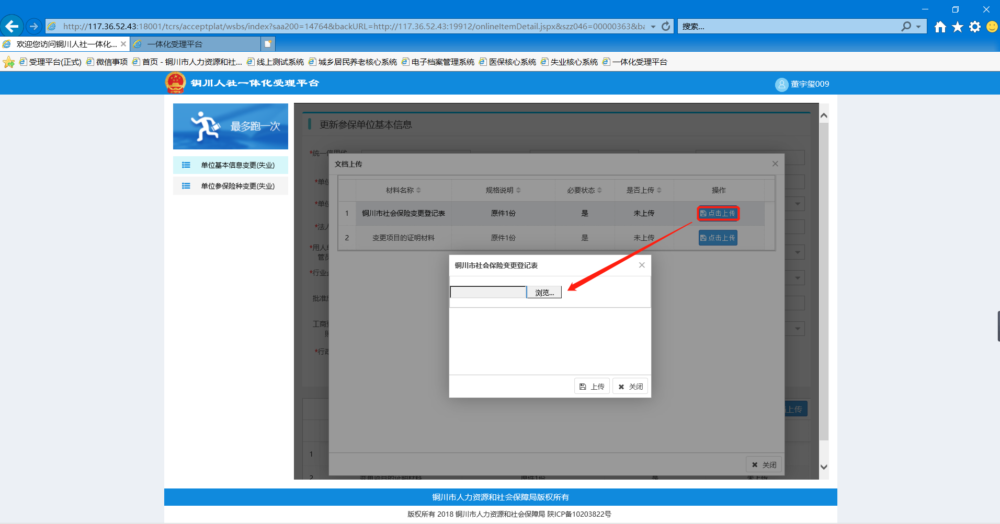 http://117.36.52.43:18001/tcrs/acceptplat/wsbs/index?saa200=14764&backURL=http://117.36.52.43:19912/onlineItemDetail.jspx&szz046=00000363&ba
搜索...
欢迎您访问铜川人社一体化...
一体化受理平台
受理平台(正式) 微信事项 首页 - 铜川市人力资源和社... 线上测试系统 城乡居民养老核心系统 电子档案管理系统 医保核心系统 失业核心系统 一体化受理平台
铜川人社一体化受理平台
董宇玺009
最多跑一次
单位基本信息变更(失业)
单位参保险种变更(失业)
更新参保单位基本信息
*统一信用代
*单位
*单位
*法人
*用人单
管员
*行业
批准
工商
*行政
文档上传
材料名称 规格说明 必要状态 是否上传 操作
1 铜川市社会保险变更登记表 原件1份 是 未上传 点击上传
2 变更项目的证明材料 原件1份 是 未上传 点击上传
铜川市社会保险变更登记表
浏览...
上传 关闭
上传
1
关闭
2 变更项目的证明材料 原件1份 是 未上传
铜川市人力资源和社会保障局版权所有
版权所有 2018 铜川市人力资源和社会保障局 陕ICP备10203822号